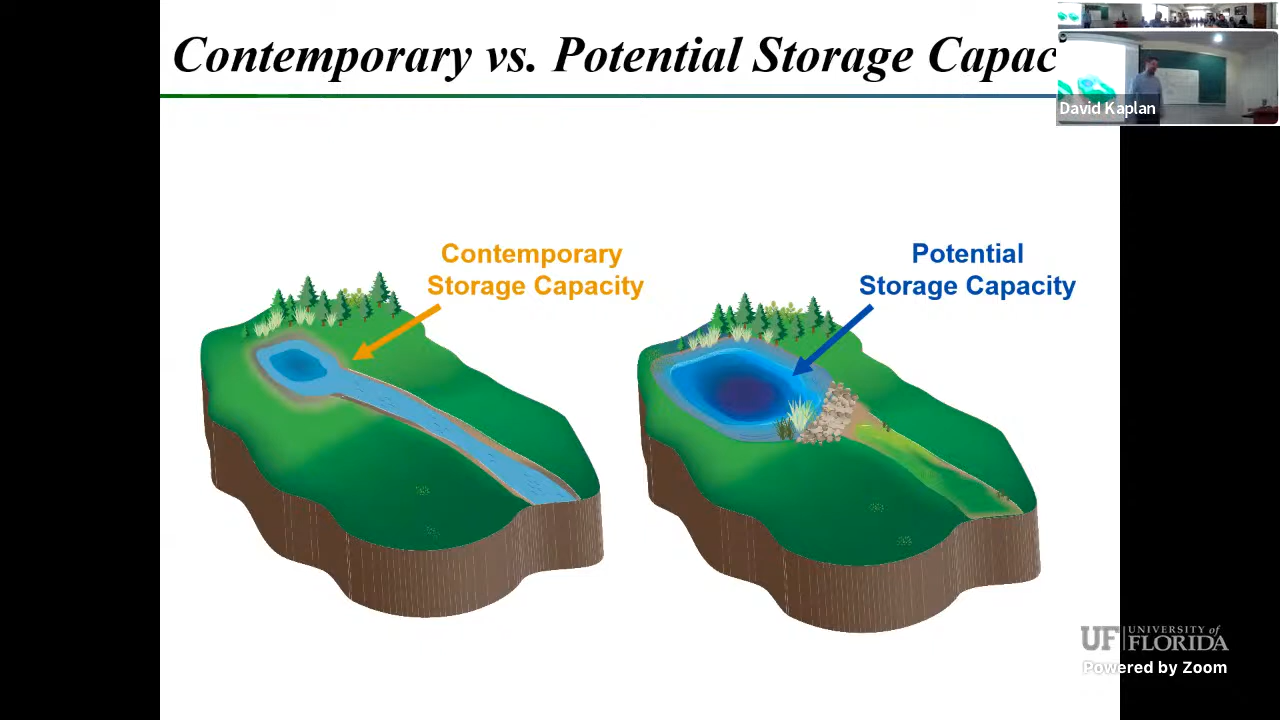 Contemporary vs. Potential Storage Capac
David Kaplan
Contemporary
Storage Capacity
Potential
Storage Capacity
UF UNIVERSITY of
FLORIDA
Powered by Zoom